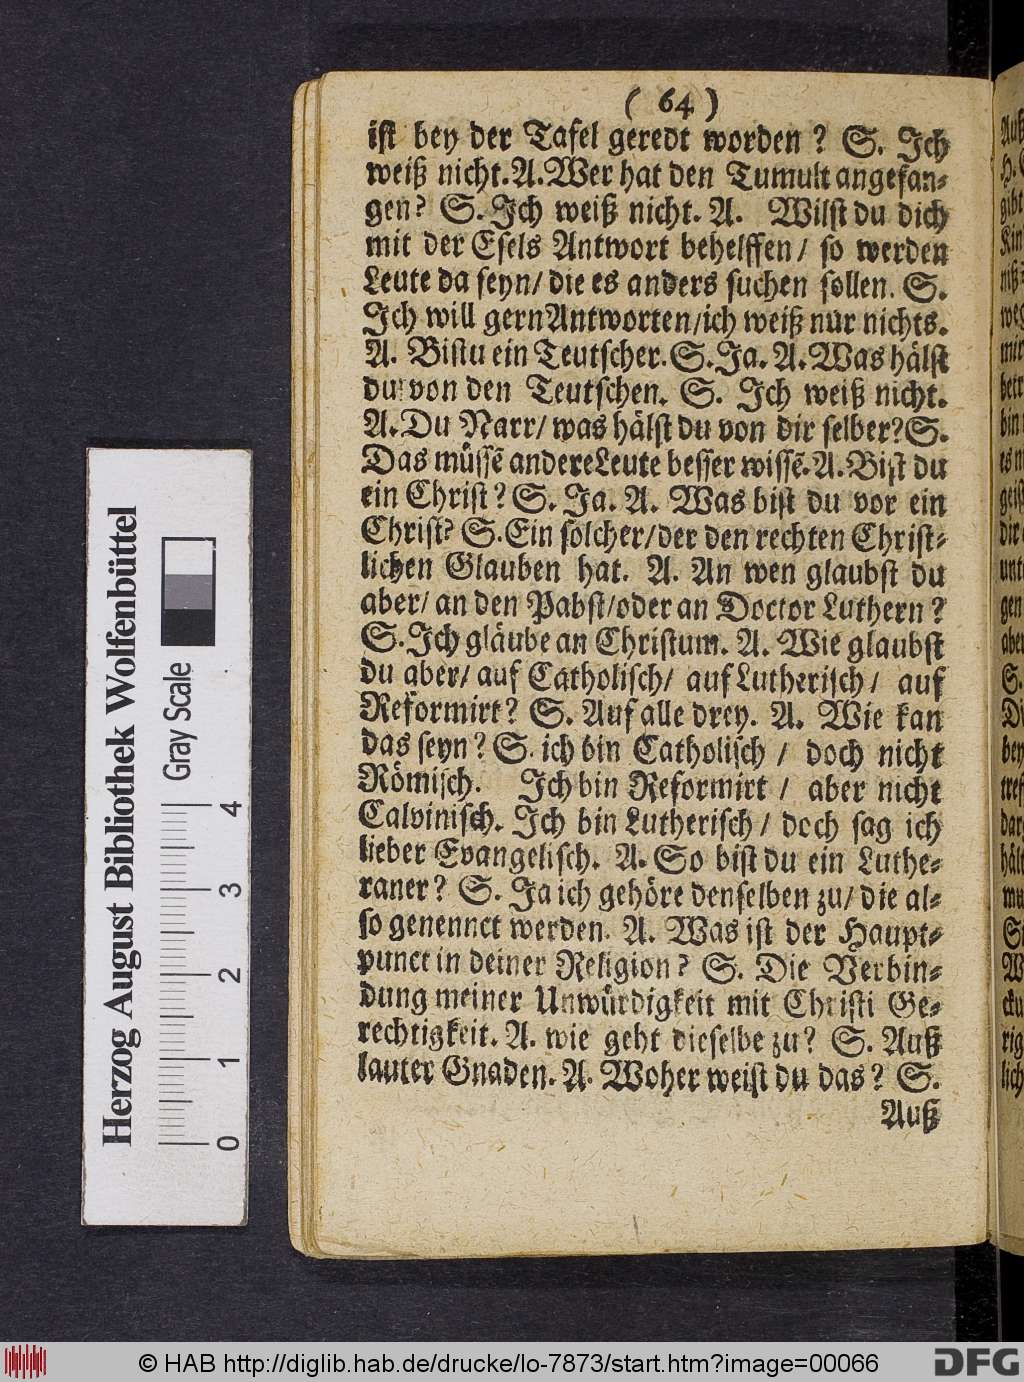 ( 64 )
ist bey der Tafel geredt worden ? S. Ich
weiß nicht. A. Wer hat den Tumult angefan⸗
gen? S. Ich weiß nicht. A. Wilst du dich
mit der Esels Antwort behelffen/ so werden
Leute da seyn/ die es anders suchen sollen. S.
Ich will gern Antworten/ich weiß nur nichts.
A. Bistu ein Teutscher. S. Ja. A. Was hälst
du von den Teutschen. S. Ich weiß nicht.
A. Du Narr/ was hälst du von dir selber? S.
Das müssẽ andere Leute besser wissẽ. A. Bist du
ein Christ? S. Ja. A. Was bist du vor ein
Christ? S. Ein solcher/der den rechten Christ⸗
lichen Glauben hat. A. An wen glaubst du
aber/ an den Pabst/oder an Doctor Luthern ?
S. Ich gläube an Christum. A. Wie glaubst
du aber/ auf Catholisch/ auf Lutherisch/ auf
Reformirt? S. Auf alle drey. A. Wie kan
das seyn? S. ich bin Catholisch / doch nicht
Römisch. Ich bin Reformirt / aber nicht
Calvinisch. Ich bin Lutherisch/ doch sag ich
lieber Evangelisch. A. So bist du ein Luthe⸗
raner? S. Ja ich gehöre denselben zu/ die al⸗
so genennet werden. A. Was ist der Haupt⸗
punct in deiner Religion? S. Die Verbin⸗
dung meiner Unwürdigkeit mit Christi Ge⸗
rechtigkeit. A. wie geht dieselbe zu? S. Auß
lauter Gnaden. A. Woher weist du das? S.
Auß
Herzog August Bibliothek Wolfenbüttel
Gray Scale
0 1 2 3 4
© HAB http://diglib.hab.de/drucke/lo-7873/start.htm?image=00066
DFG